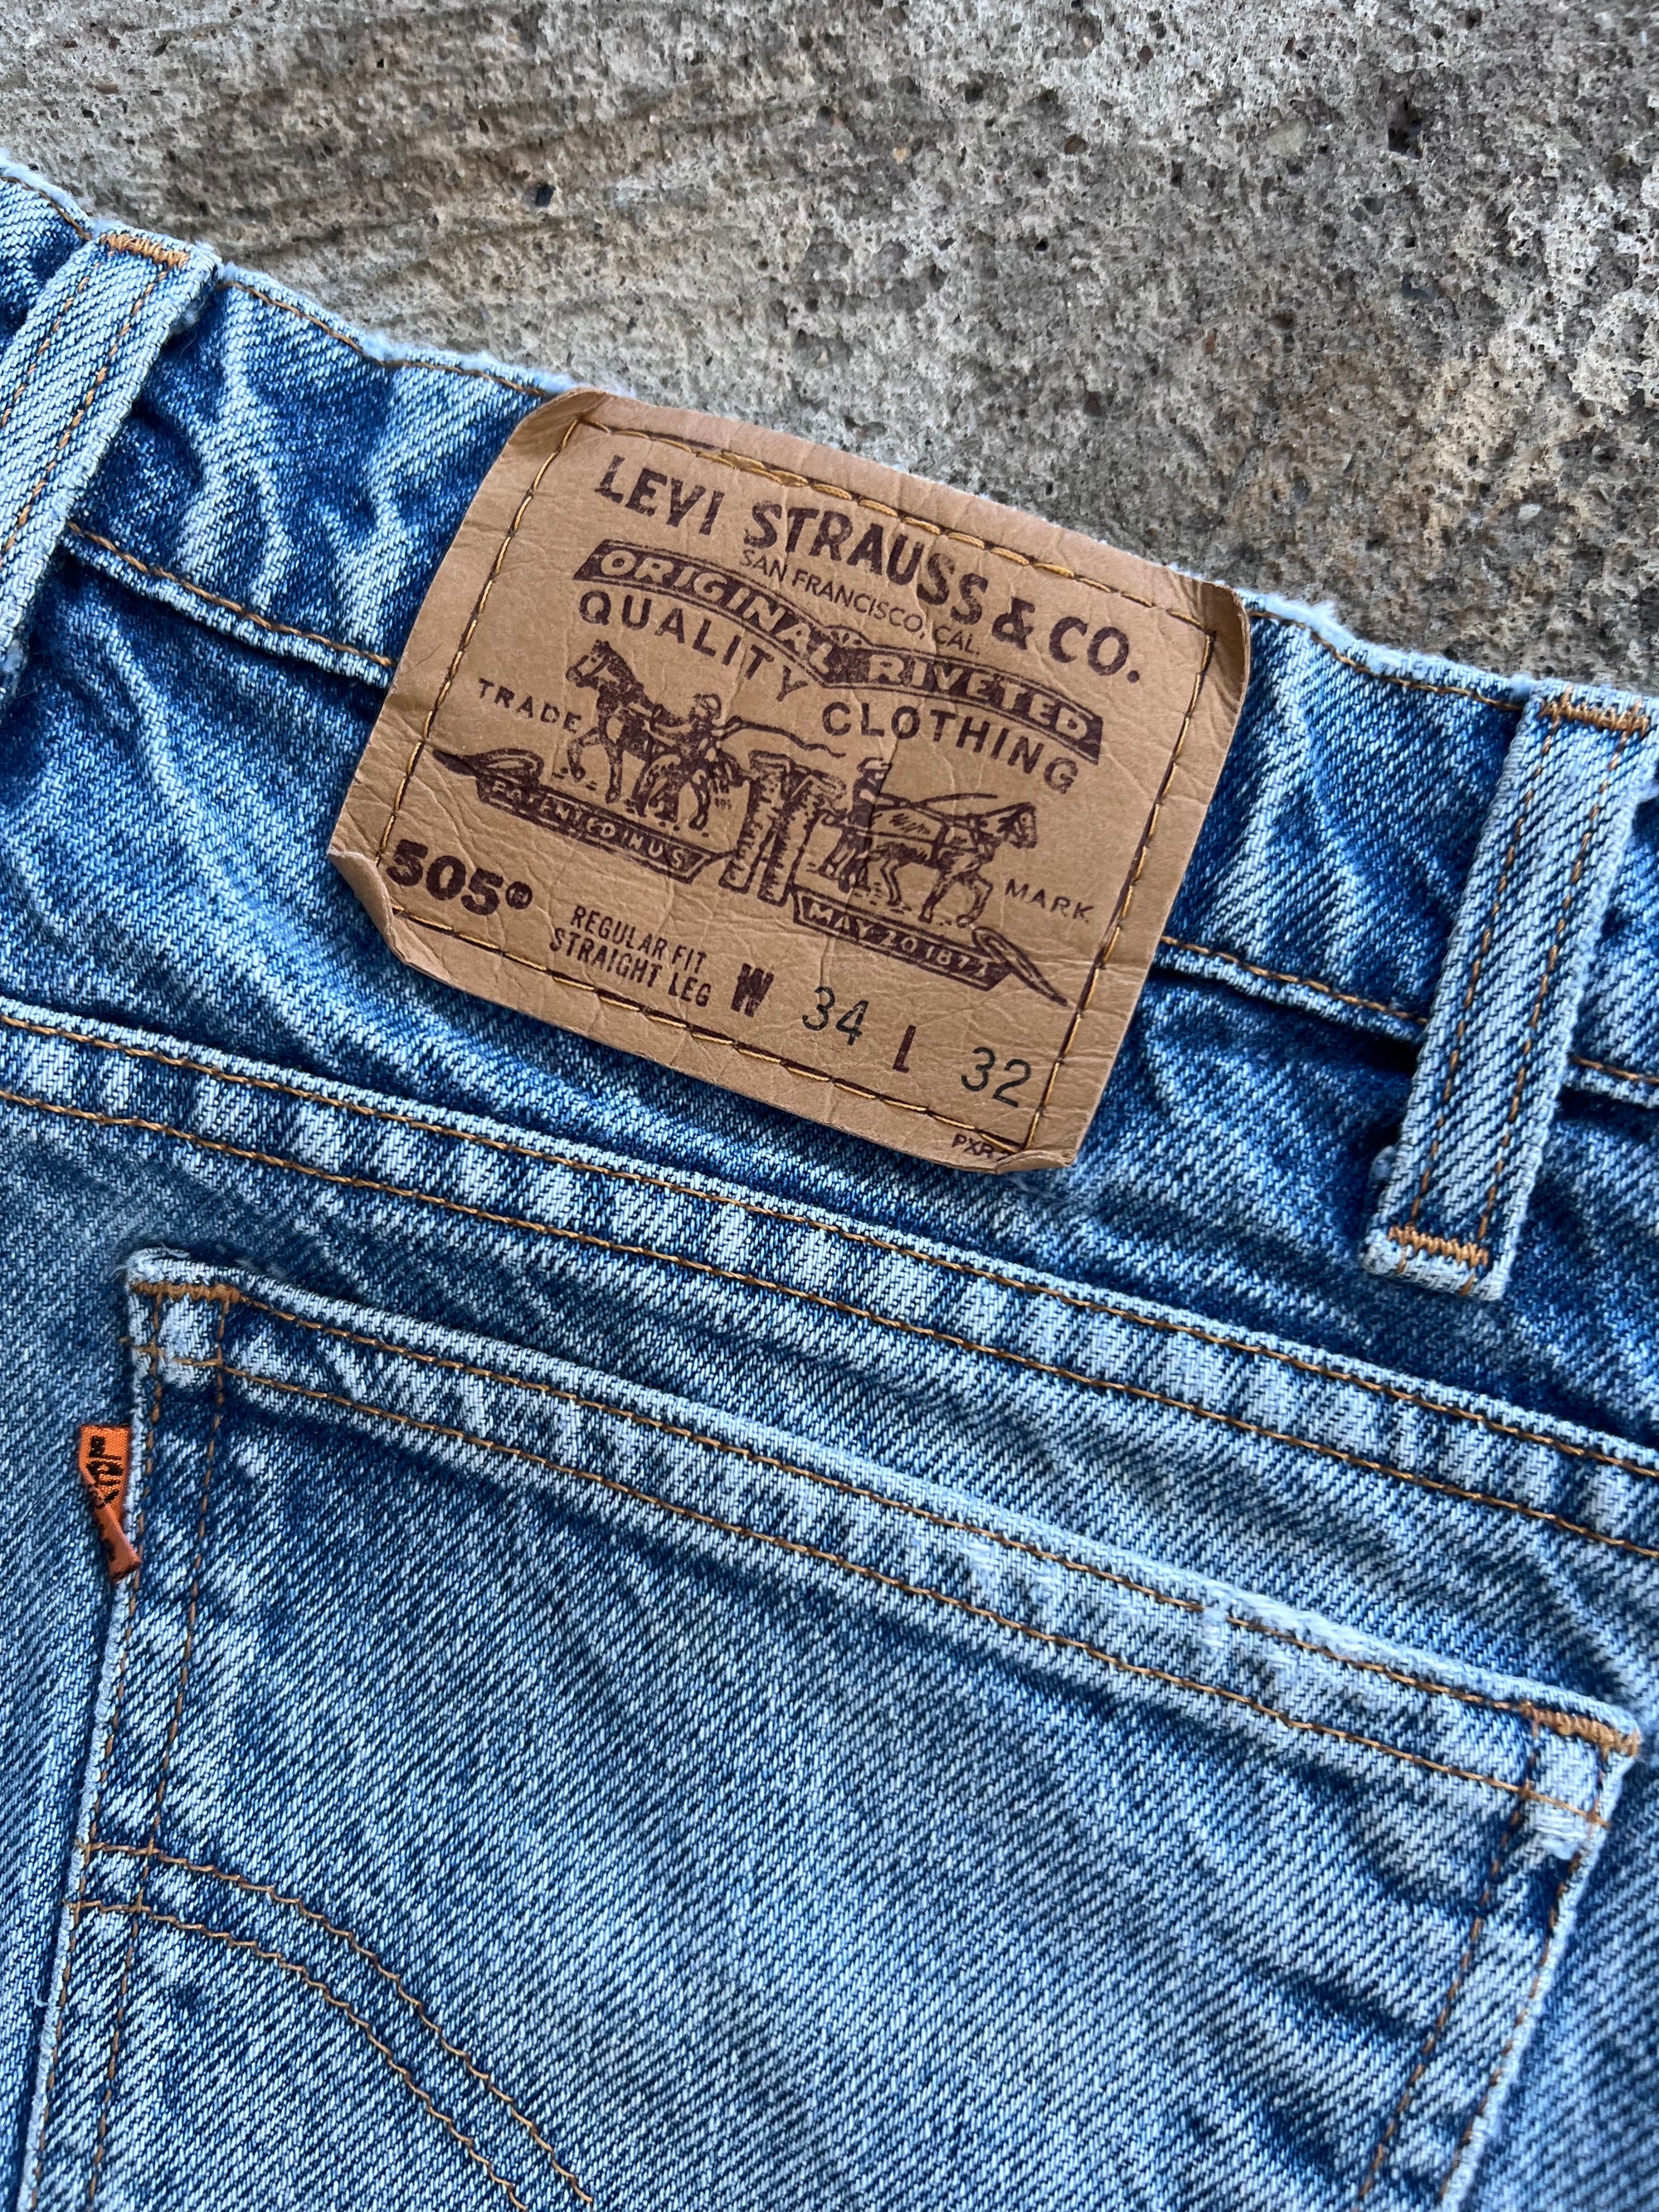 LEVI STRAUSS & CO.
SAN FRANCISCO, CAL.
ORIGINAL RIVETED
QUALITY CLOTHING
TRADE MARK
PATENTED IN U.S.
MAY 20 1873
505®
REGULAR FIT
STRAIGHT LEG
W 34 L 32